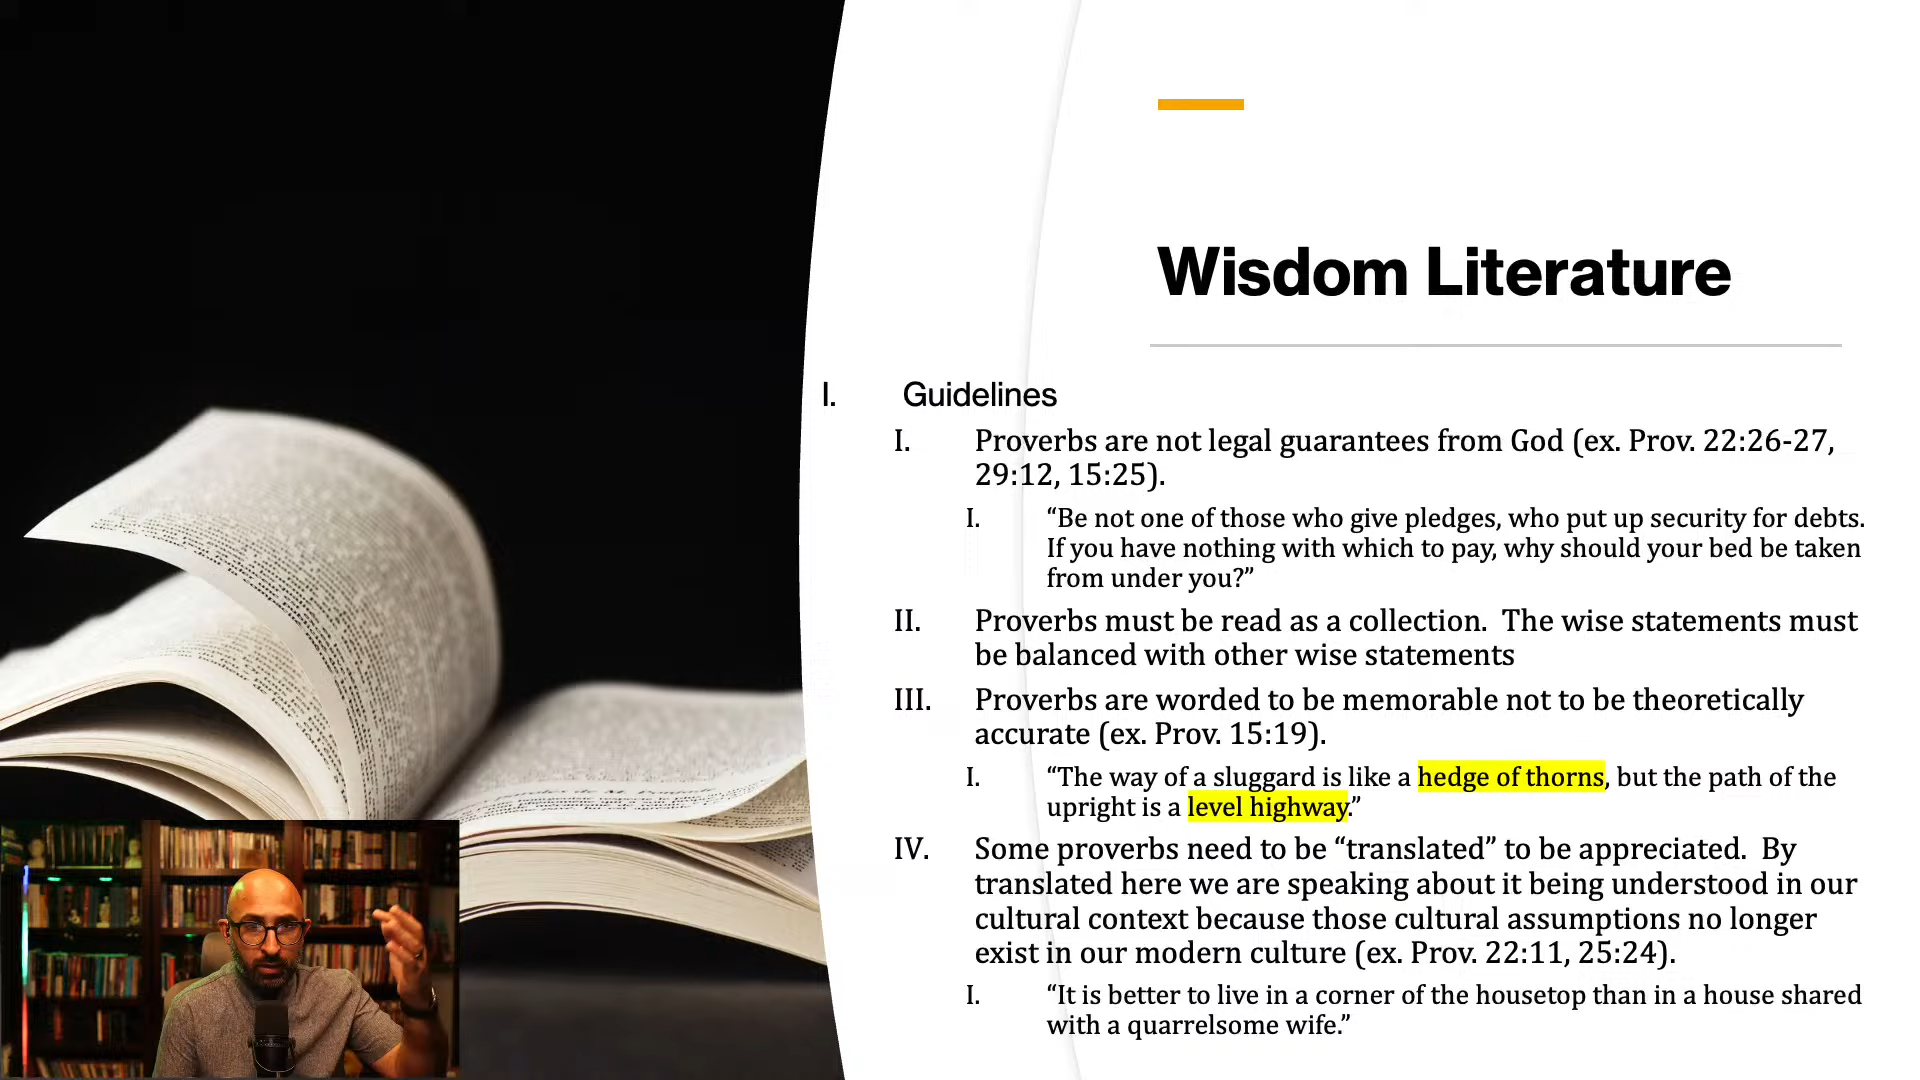 Wisdom Literature
I. Guidelines
I. Proverbs are not legal guarantees from God (ex. Prov. 22:26-27,
29:12, 15:25).
I. “Be not one of those who give pledges, who put up security for debts.
If you have nothing with which to pay, why should your bed be taken
from under you?”
II. Proverbs must be read as a collection.  The wise statements must
be balanced with other wise statements
III. Proverbs are worded to be memorable not to be theoretically
accurate (ex. Prov. 15:19).
I. “The way of a sluggard is like a hedge of thorns, but the path of the
upright is a level highway.”
IV. Some proverbs need to be “translated” to be appreciated.  By
translated here we are speaking about it being understood in our
cultural context because those cultural assumptions no longer
exist in our modern culture (ex. Prov. 22:11, 25:24).
I. “It is better to live in a corner of the housetop than in a house shared
with a quarrelsome wife.”